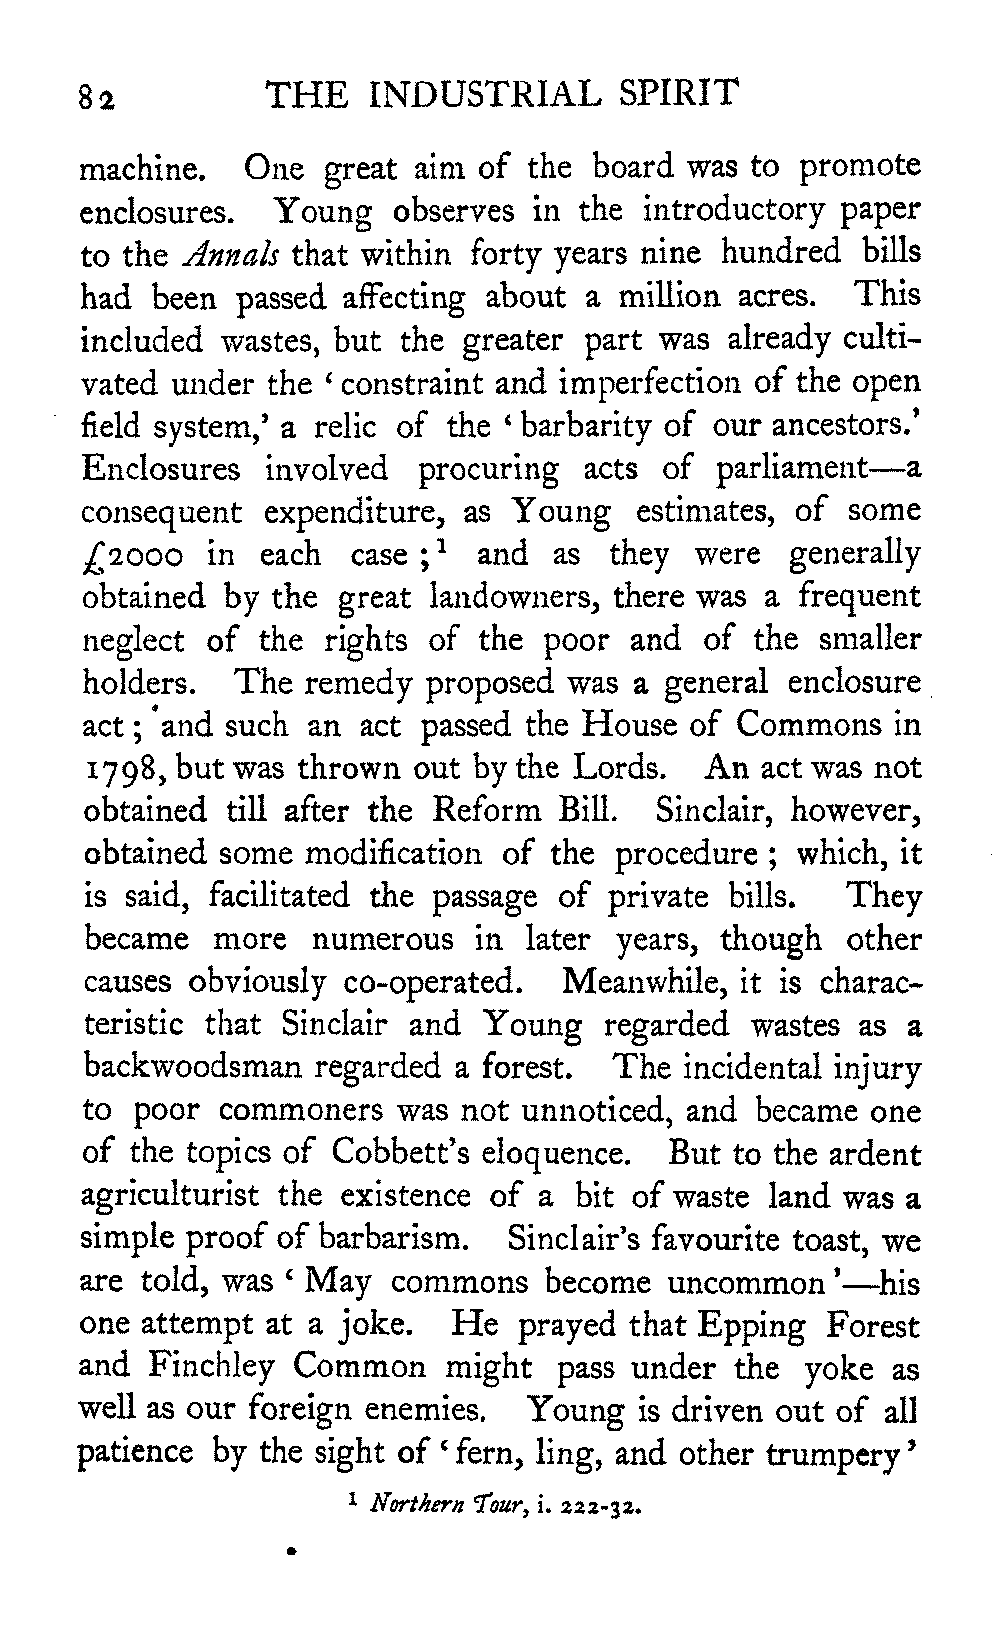 82 THE INDUSTRIAL SPIRIT
machine. One great aim of the board was to promote
enclosures. Young observes in the introductory paper
to the Annals that within forty years nine hundred bills
had been passed affecting about a million acres. This
included wastes, but the greater part was already culti-
vated under the ‘constraint and imperfection of the open
field system,’ a relic of the ‘barbarity of our ancestors.’
Enclosures involved procuring acts of parliament—a
consequent expenditure, as Young estimates, of some
£2000 in each case ;¹ and as they were generally
obtained by the great landowners, there was a frequent
neglect of the rights of the poor and of the smaller
holders. The remedy proposed was a general enclosure
act ; and such an act passed the House of Commons in
1798, but was thrown out by the Lords. An act was not
obtained till after the Reform Bill. Sinclair, however,
obtained some modification of the procedure ; which, it
is said, facilitated the passage of private bills. They
became more numerous in later years, though other
causes obviously co-operated. Meanwhile, it is charac-
teristic that Sinclair and Young regarded wastes as a
backwoodsman regarded a forest. The incidental injury
to poor commoners was not unnoticed, and became one
of the topics of Cobbett’s eloquence. But to the ardent
agriculturist the existence of a bit of waste land was a
simple proof of barbarism. Sinclair’s favourite toast, we
are told, was ‘May commons become uncommon’—his
one attempt at a joke. He prayed that Epping Forest
and Finchley Common might pass under the yoke as
well as our foreign enemies. Young is driven out of all
patience by the sight of ‘fern, ling, and other trumpery’
¹ Northern Tour, i. 222-32.